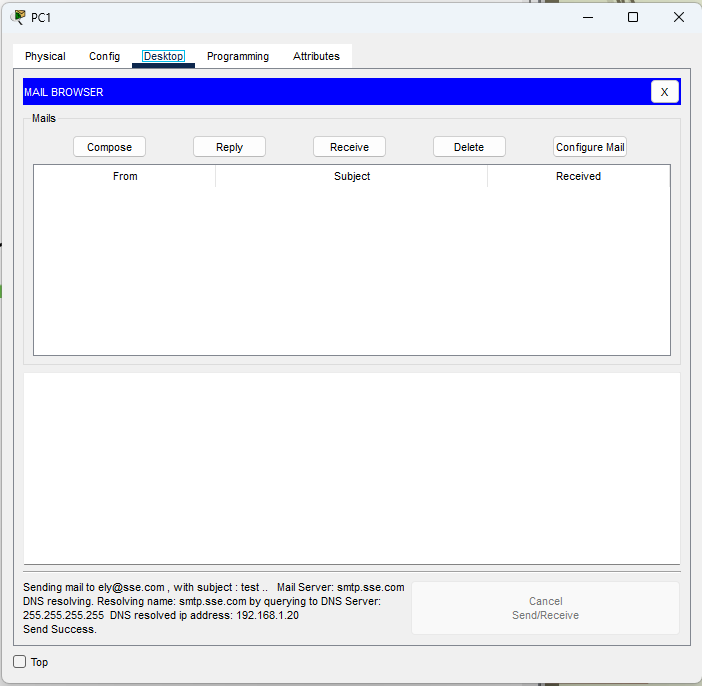 PC1
Physical Config Desktop Programming Attributes
MAIL BROWSER X
Mails
Compose Reply Receive Delete Configure Mail
From Subject Received
Sending mail to ely@sse.com , with subject : test .. Mail Server: smtp.sse.com
DNS resolving. Resolving name: smtp.sse.com by querying to DNS Server:
255.255.255.255 DNS resolved ip address: 192.168.1.20
Send Success.
Cancel
Send/Receive
Top